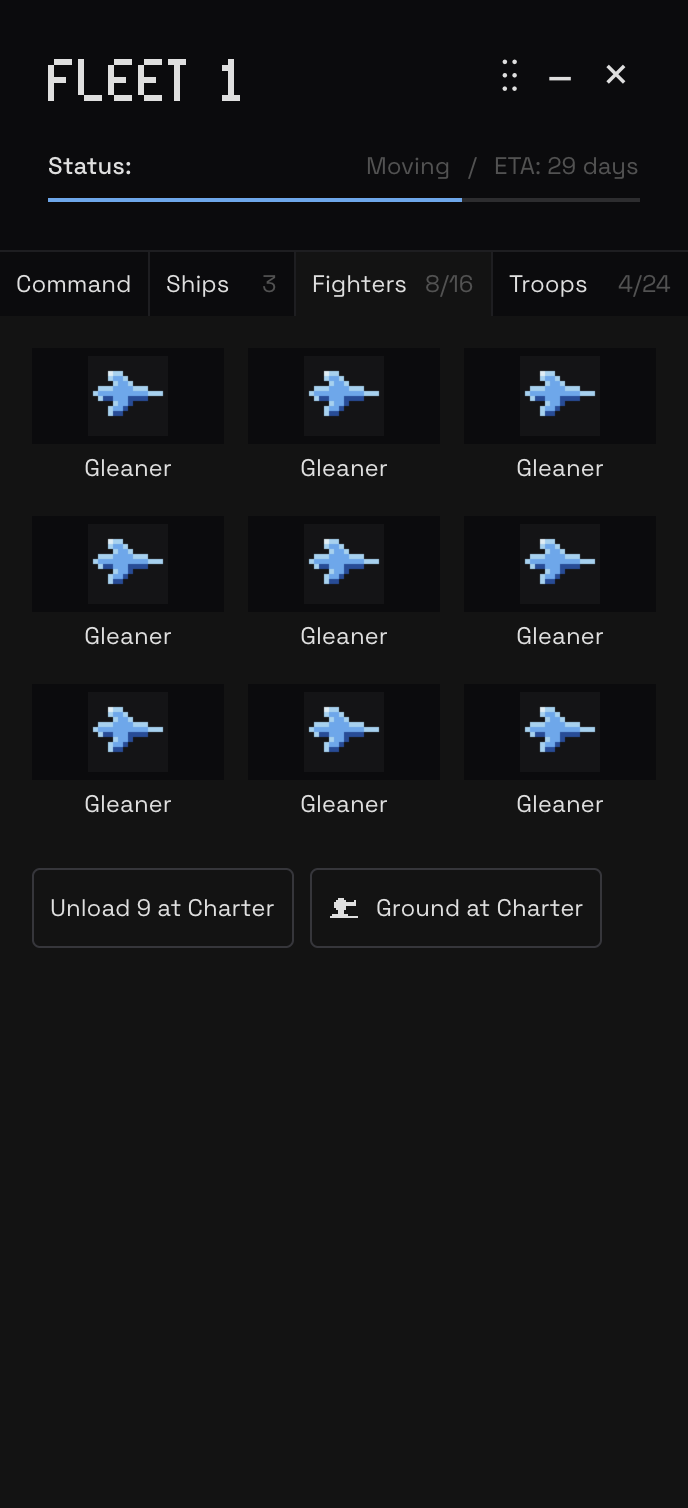 FLEET 1
Status: Moving / ETA: 29 days
Command Ships 3 Fighters 8/16 Troops 4/24
Gleaner Gleaner Gleaner
Gleaner Gleaner Gleaner
Gleaner Gleaner Gleaner
Unload 9 at Charter Ground at Charter